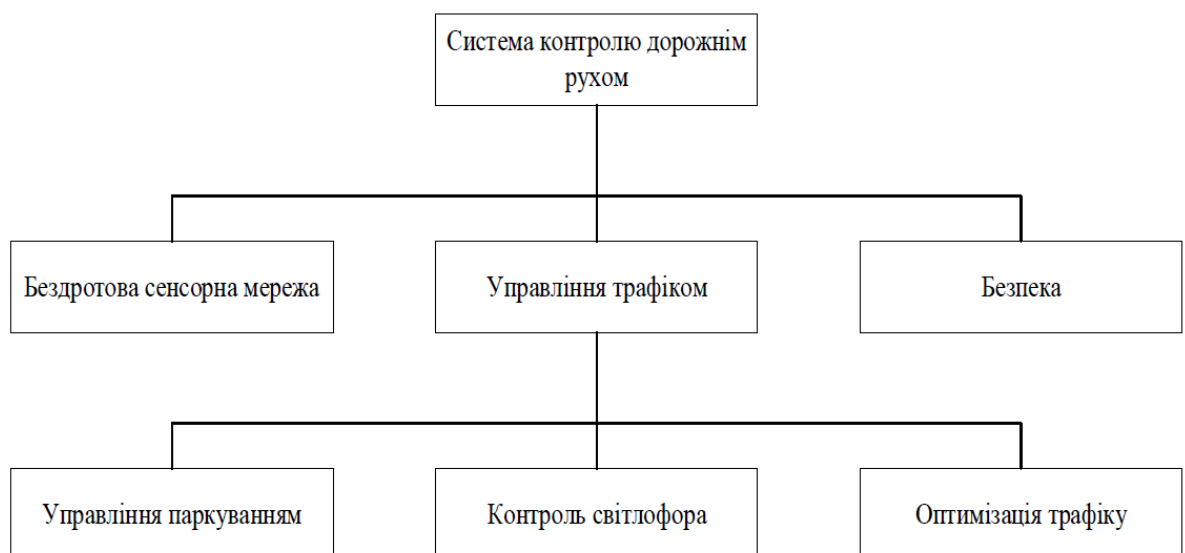 Система контролю дорожнім
рухом
Бездротова сенсорна мережа
Управління трафіком
Безпека
Управління паркуванням
Контроль світлофора
Оптимізація трафіку